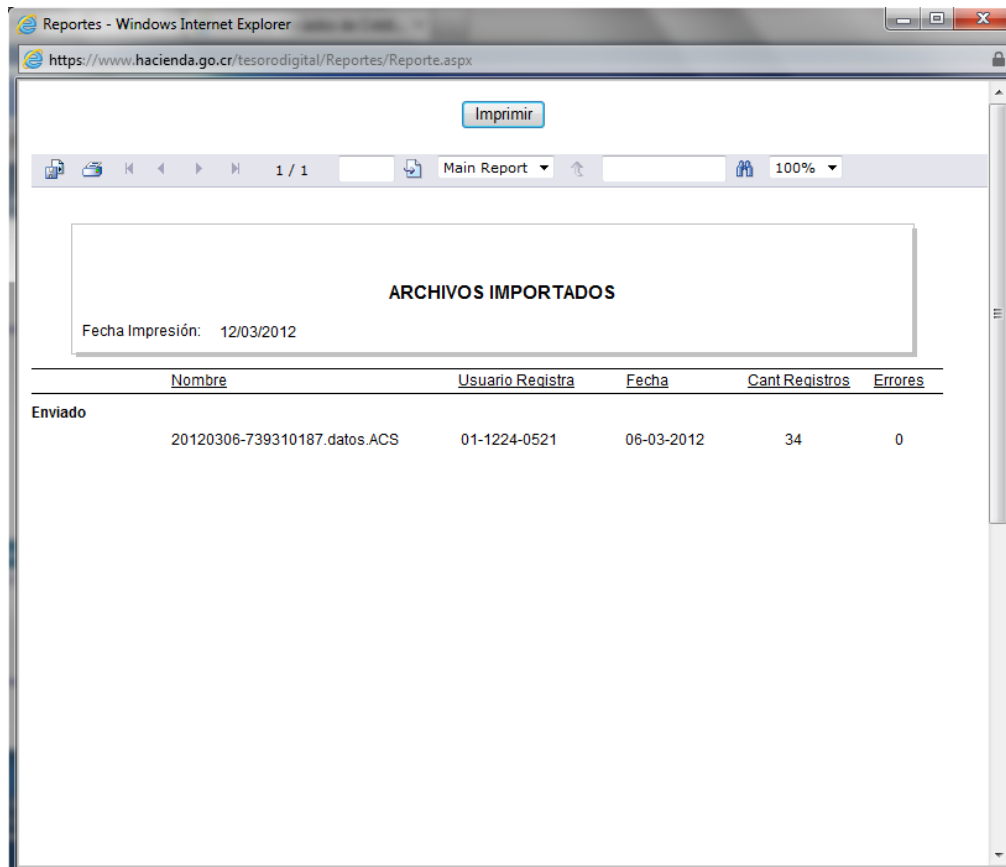 Reportes - Windows Internet Explorer
https://www.hacienda.go.cr/tesorodigital/Reportes/Reporte.aspx
Imprimir
1 / 1 Main Report 100%
ARCHIVOS IMPORTADOS
Fecha Impresión: 12/03/2012
Nombre Usuario Registra Fecha Cant Registros Errores
Enviado
20120306-739310187.datos.ACS 01-1224-0521 06-03-2012 34 0